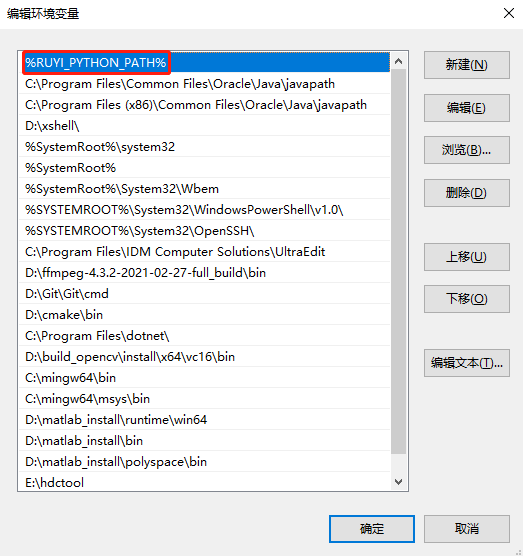 编辑环境变量
%RUYI_PYTHON_PATH%
新建(N)
C:\Program Files\Common Files\Oracle\Java\javapath
C:\Program Files (x86)\Common Files\Oracle\Java\javapath
编辑(E)
D:\xshell\
%SystemRoot%\system32
浏览(B)...
%SystemRoot%
%SystemRoot%\System32\Wbem
删除(D)
%SYSTEMROOT%\System32\WindowsPowerShell\v1.0\
%SYSTEMROOT%\System32\OpenSSH\
C:\Program Files\IDM Computer Solutions\UltraEdit
上移(U)
D:\ffmpeg-4.3.2-2021-02-27-full_build\bin
D:\Git\Git\cmd
下移(O)
D:\cmake\bin
C:\Program Files\dotnet\
D:\build_opencv\install\x64\vc16\bin
编辑文本(T)...
C:\mingw64\bin
C:\mingw64\msys\bin
D:\matlab_install\runtime\win64
D:\matlab_install\bin
D:\matlab_install\polyspace\bin
E:\hdctool
确定
取消